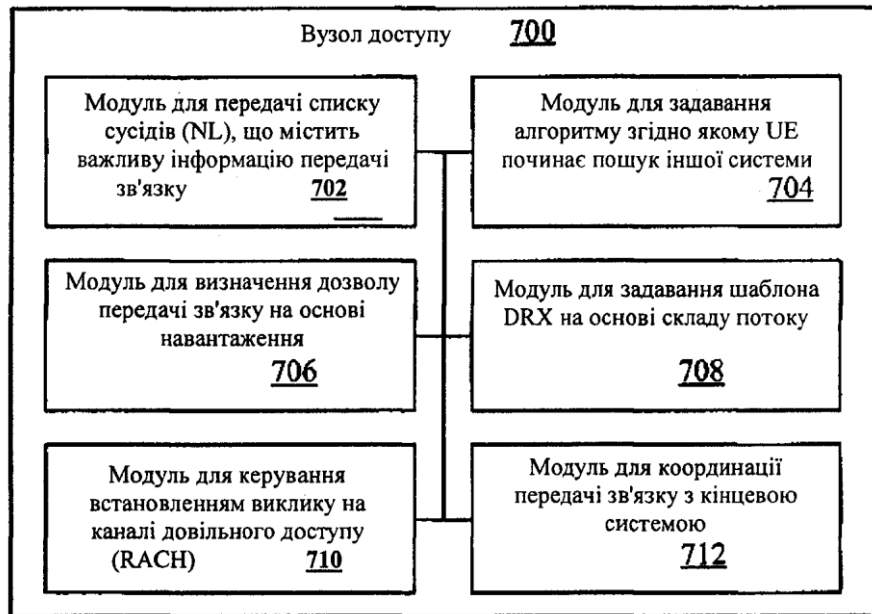 Вузол доступу 700
Модуль для передачі списку
сусідів (NL), що містить
важливу інформацію передачі
зв'язку 702
Модуль для задавання
алгоритму згідно якому UE
починає пошук іншої системи
704
Модуль для визначення дозволу
передачі зв'язку на основі
навантаження
706
Модуль для задавання шаблона
DRX на основі складу потоку
708
Модуль для керування
встановленням виклику на
каналі довільного доступу
(RACH) 710
Модуль для координації
передачі зв'язку з кінцевою
системою
712